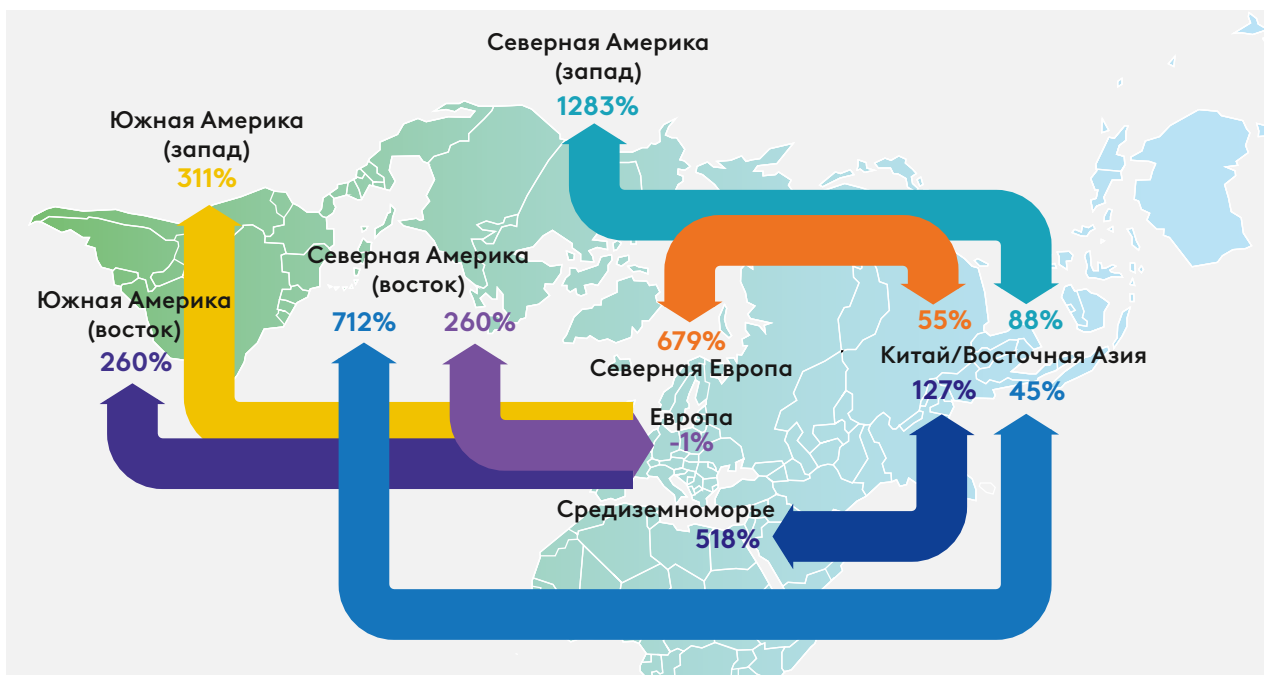 Северная Америка
(запад)
1283%
Южная Америка
(запад)
311%
Северная Америка
(восток)
Южная Америка
(восток)
260%
712%
260%
679%
Северная Европа
55%
88%
Китай/Восточная Азия
127%
45%
Европа
-1%
Средиземноморье
518%